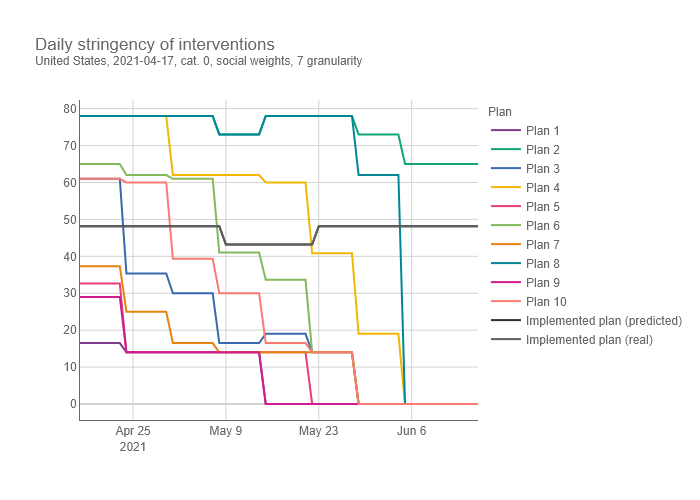 Daily stringency of interventions
United States, 2021-04-17, cat. 0, social weights, 7 granularity
80
70
60
50
40
30
20
10
0
Apr 25
2021
May 9
May 23
Jun 6
Plan
Plan 1
Plan 2
Plan 3
Plan 4
Plan 5
Plan 6
Plan 7
Plan 8
Plan 9
Plan 10
Implemented plan (predicted)
Implemented plan (real)